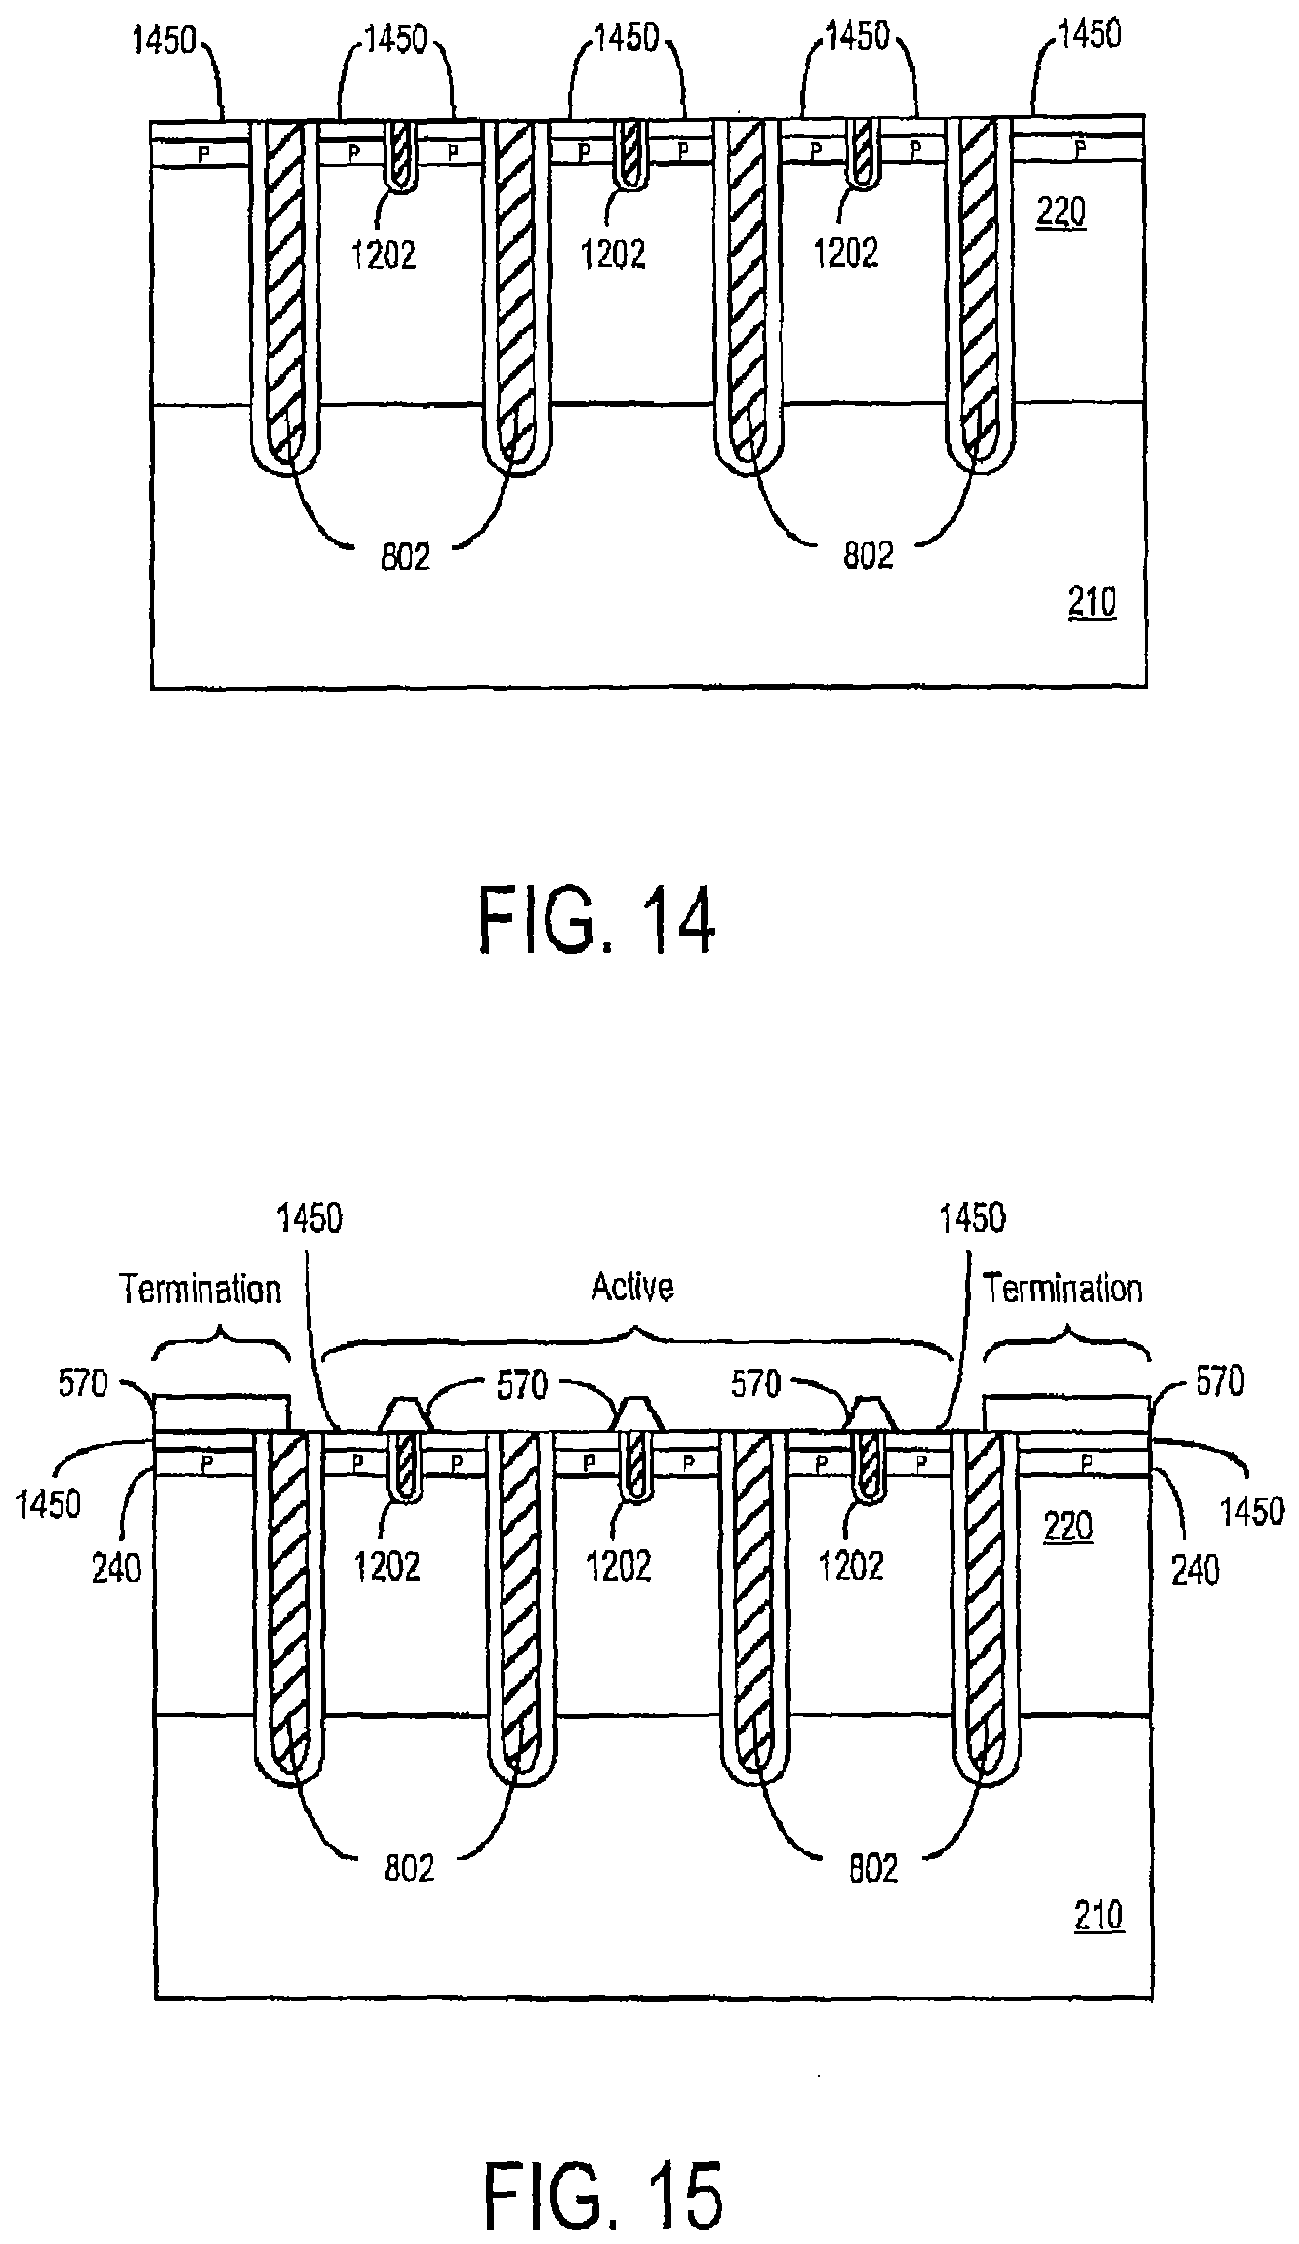 1450 1450 1450 1450 1450
P P P P P P P P
1202 1202 1202 220
802 802
210
FIG. 14
1450 1450
Termination Active Termination
570 570 570 570
P P P P P P P P
1450 1202 1202 1202 220 1450
240 240
802 802
210
FIG. 15